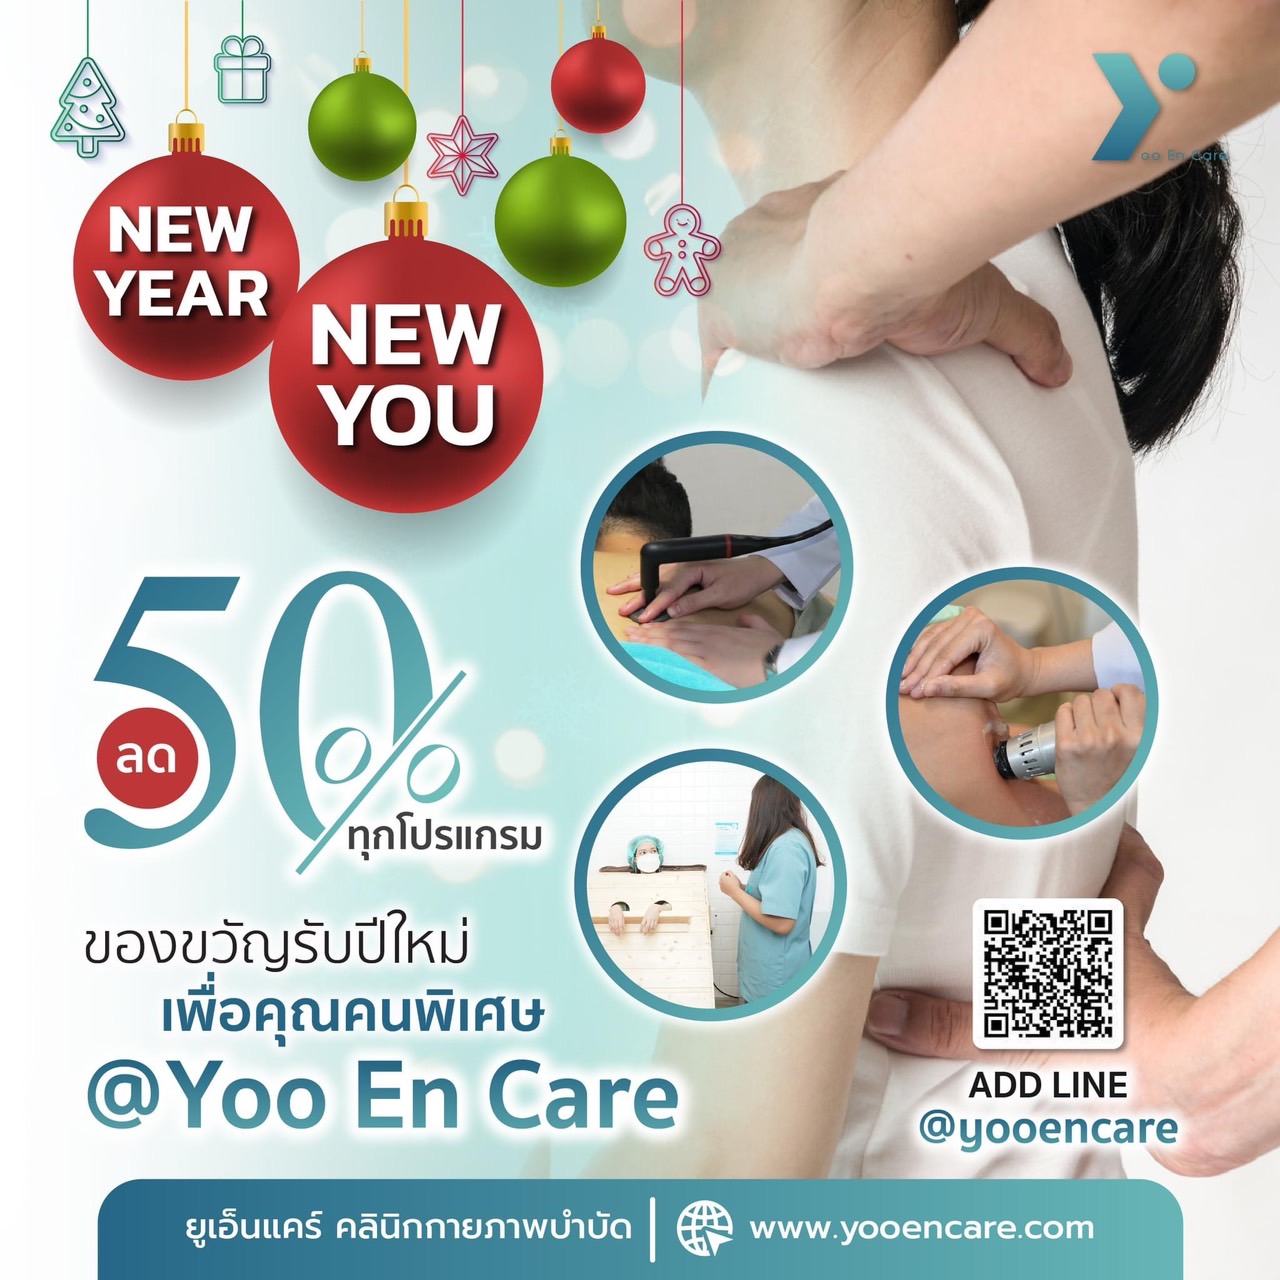 NEW
YEAR
NEW
YOU
oo En Care
ลด
50%
ทุกโปรแกรม
ของขวัญรับปีใหม่
เพื่อคุณคนพิเศษ
@Yoo En Care
ADD LINE
@yooencare
ยูเอ็นแคร์ คลินิกกายภาพบำบัด
www.yooencare.com